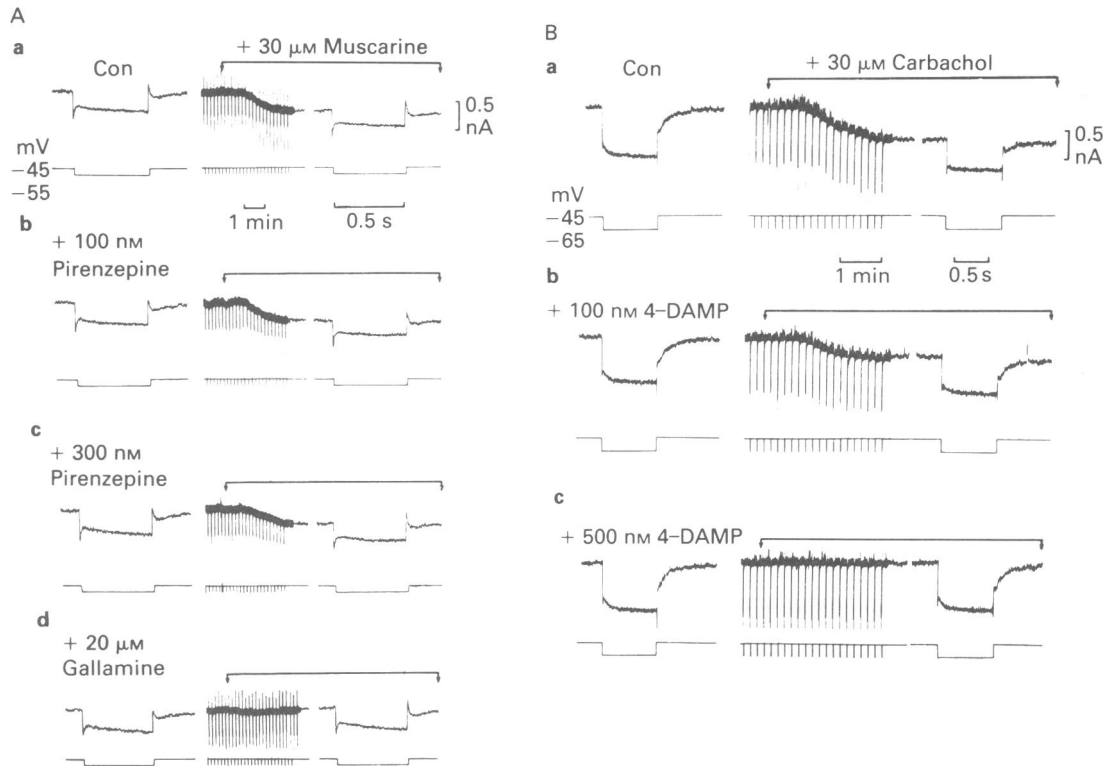 A
a
Con
+ 30 μM Muscarine
0.5
nA
mV
−45
−55
1 min
0.5 s
b
+ 100 nM
Pirenzepine
c
+ 300 nM
Pirenzepine
d
+ 20 μM
Gallamine
B
a
Con
+ 30 μM Carbachol
0.5
nA
mV
−45
−65
1 min
0.5 s
b
+ 100 nM 4–DAMP
c
+ 500 nM 4–DAMP